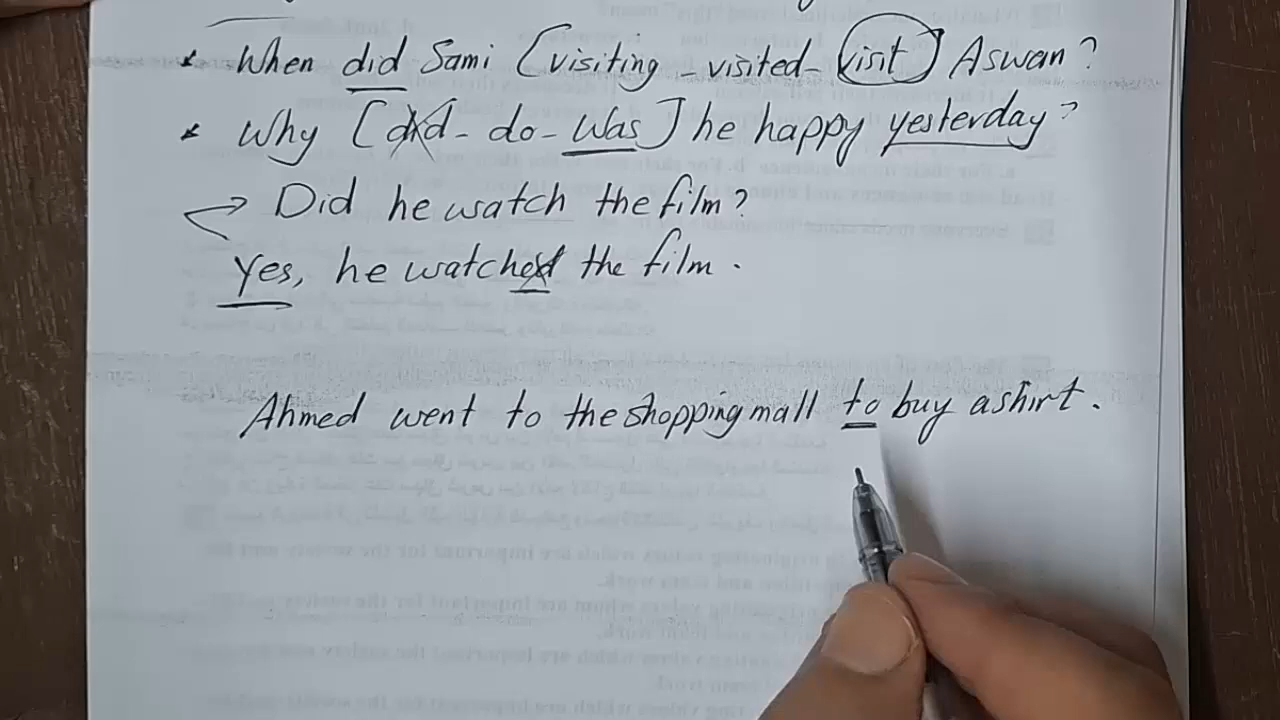 * When did Sami (visiting - visited - visit) Aswan?
* Why [did - do - was] he happy yesterday?
Did he watch the film?
Yes, he watched the film.
Ahmed went to the shopping mall to buy a shirt.